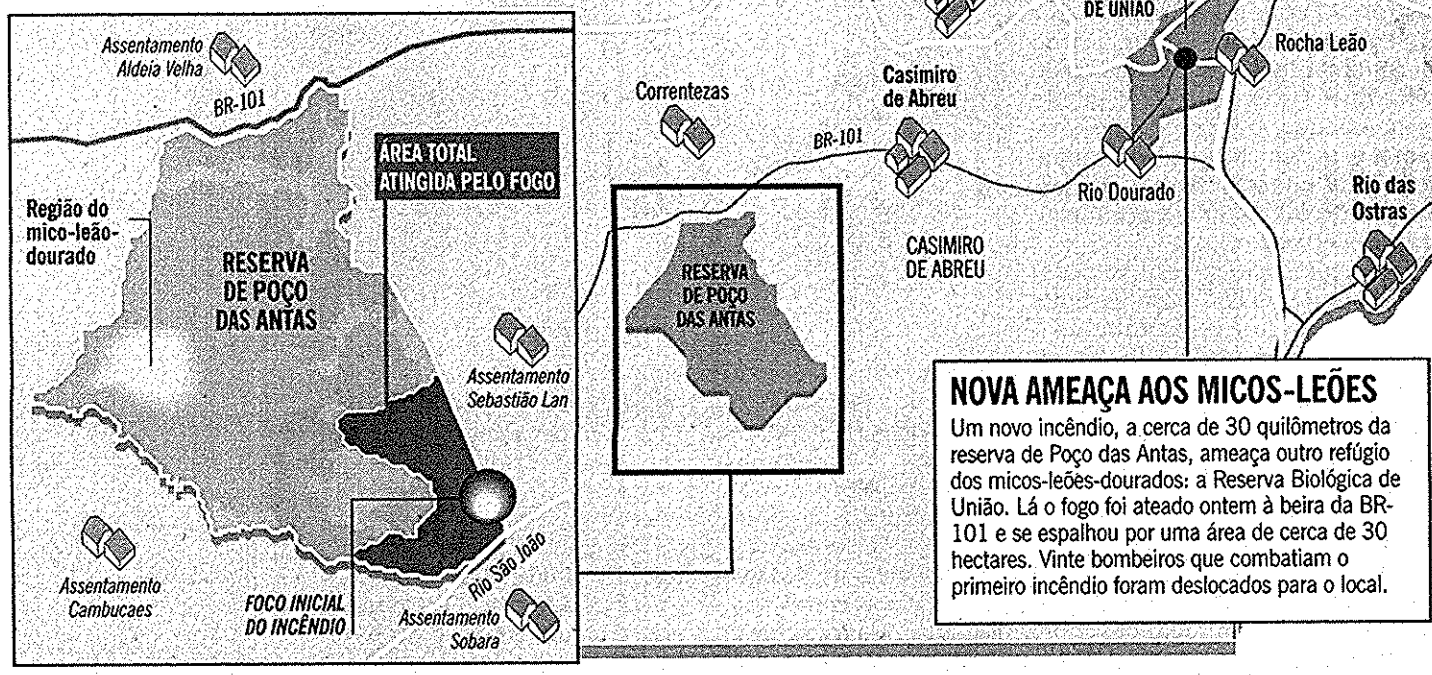 Assentamento
Aldeia Velha
BR-101
ÁREA TOTAL
ATINGIDA PELO FOGO
Região do
mico-leão-
dourado
RESERVA
DE POÇO
DAS ANTAS
Assentamento
Sebastião Lan
Assentamento
Cambucaes
FOCO INICIAL
DO INCÊNDIO
Rio São João
Assentamento
Sobara
DE UNIÃO
Rocha Leão
Correntezas
Casimiro
de Abreu
BR-101
Rio Dourado
Rio das
Ostras
CASIMIRO
DE ABREU
RESERVA
DE POÇO
DAS ANTAS
NOVA AMEAÇA AOS MICOS-LEÕES
Um novo incêndio, a cerca de 30 quilômetros da
reserva de Poço das Antas, ameaça outro refúgio
dos micos-leões-dourados: a Reserva Biológica de
União. Lá o fogo foi ateado ontem à beira da BR-
101 e se espalhou por uma área de cerca de 30
hectares. Vinte bombeiros que combatiam o
primeiro incêndio foram deslocados para o local.